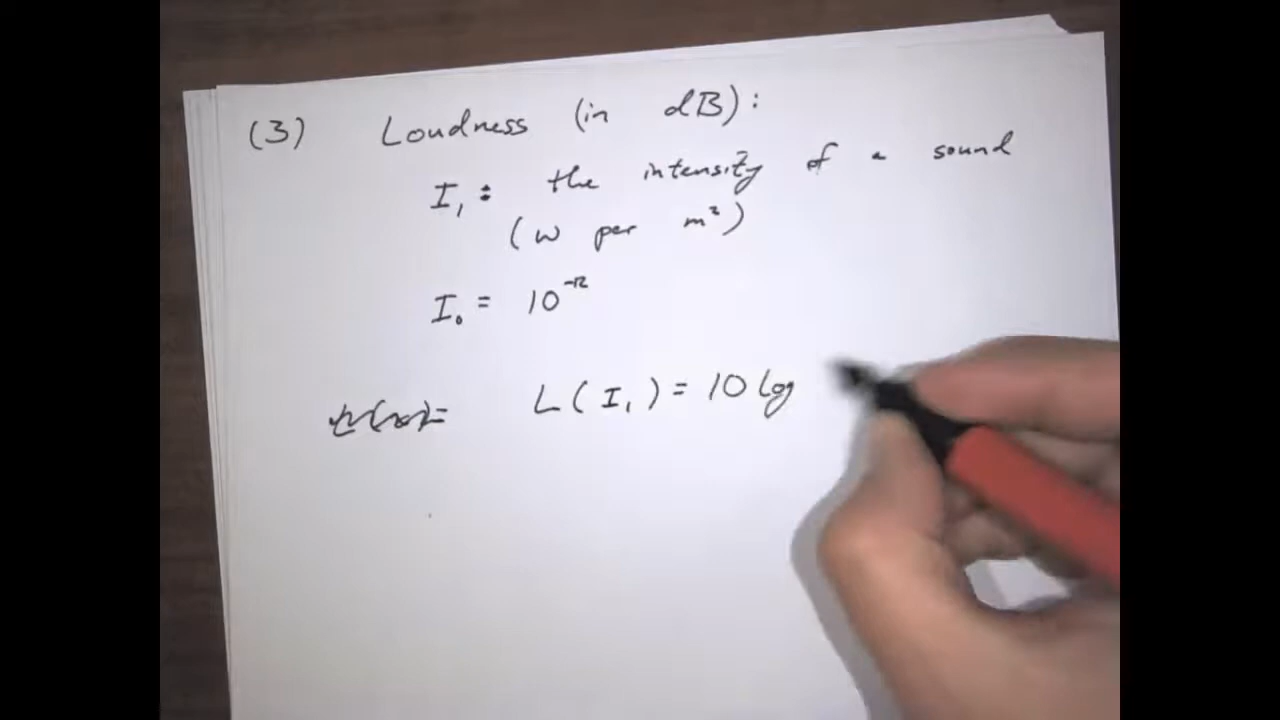 (3) Loudness (in dB):
I₁: the intensity of a sound
(W per m²)
I₀ = 10⁻¹²
L(I₁) = 10 log